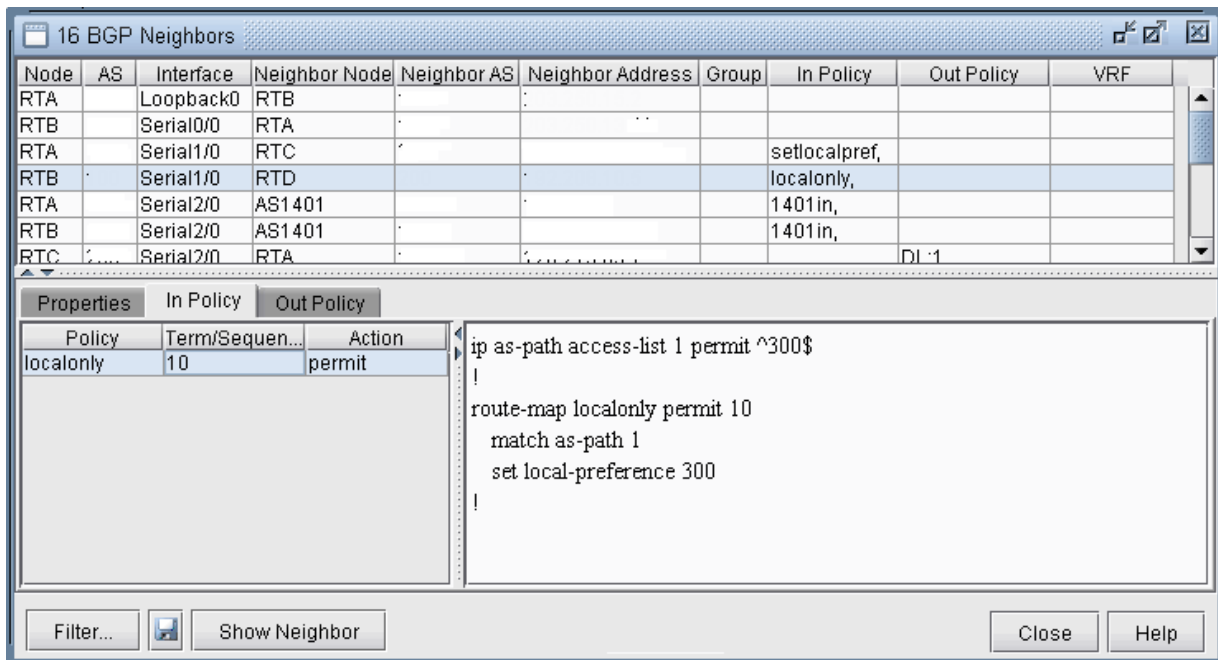 16 BGP Neighbors
Node AS Interface Neighbor Node Neighbor AS Neighbor Address Group In Policy Out Policy VRF
RTA Loopback0 RTB
RTB Serial0/0 RTA
RTA Serial1/0 RTC setlocalpref,
RTB Serial1/0 RTD localonly,
RTA Serial2/0 AS1401 1401in,
RTB Serial2/0 AS1401 1401in,
RTC Serial2/0 RTA
Properties In Policy Out Policy
Policy Term/Sequen... Action
localonly 10 permit
ip as-path access-list 1 permit ^300$
!
route-map localonly permit 10
match as-path 1
set local-preference 300
!
Filter... Show Neighbor Close Help